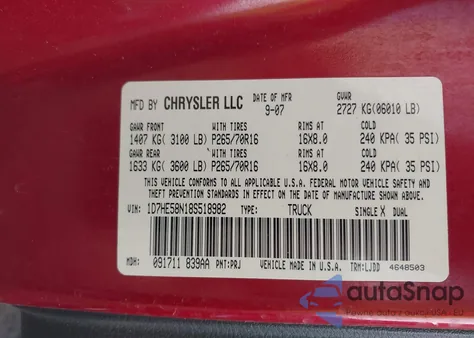 MFD BY CHRYSLER LLC DATE OF MFR 9-07 GVWR 2727 KG(06010 LB)
GAWR FRONT WITH TIRES RIMS AT COLD
1407 KG( 3100 LB) P265/70R16 16X8.0 240 KPA( 35 PSI)
GAWR REAR WITH TIRES RIMS AT COLD
1633 KG( 3600 LB) P265/70R16 16X8.0 240 KPA( 35 PSI)
THIS VEHICLE CONFORMS TO ALL APPLICABLE U.S.A. FEDERAL MOTOR VEHICLE SAFETY
AND THEFT PREVENTION STANDARDS IN EFFECT ON THE DATE OF MANUFACTURE SHOWN ABOVE
VIN: 1D7HE58N18S518982 TYPE: TRUCK SINGLE X DUAL
MDH: 091711 839AA PNT:PRJ VEHICLE MADE IN U.S.A. TRM:LJDD 4648503
autoSnap